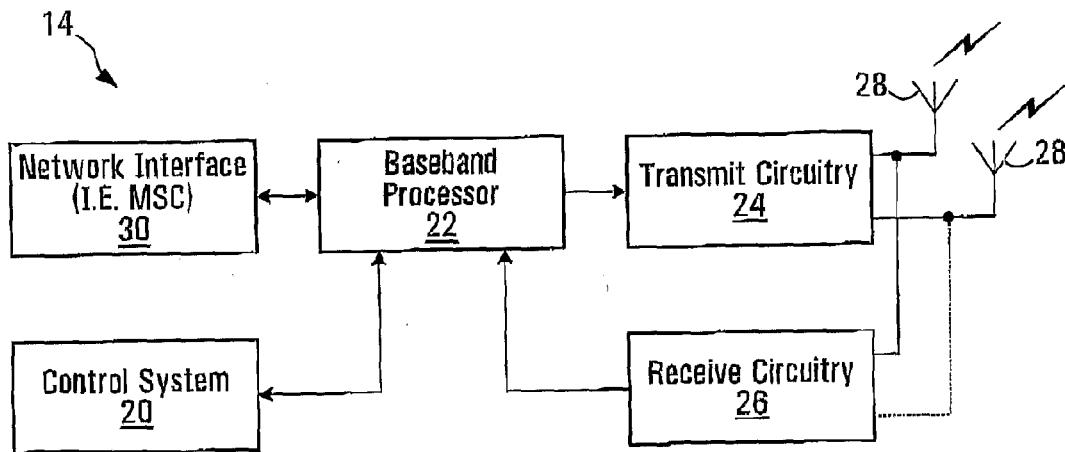 14
28
28
Network Interface
(I.E. MSC)
30
Baseband
Processor
22
Transmit Circuitry
24
Control System
20
Receive Circuitry
26